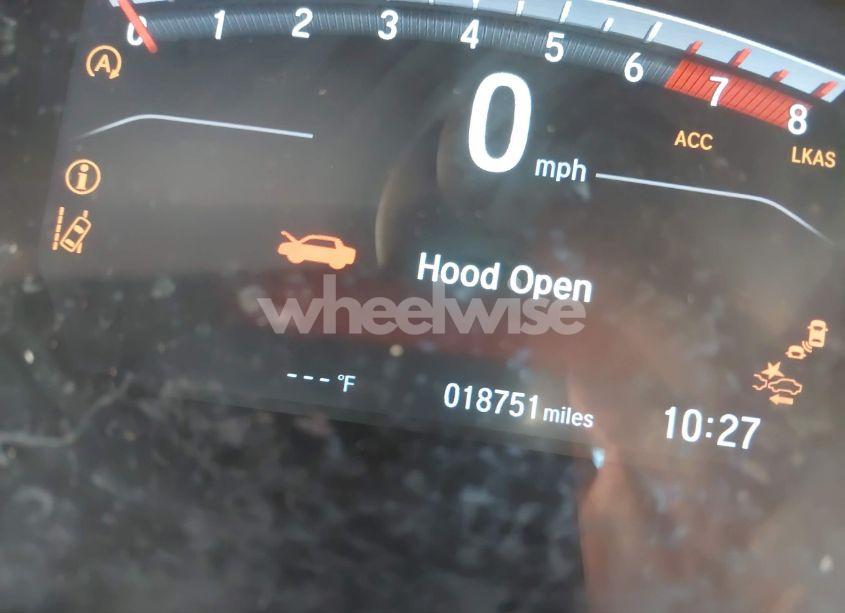 0 1 2 3 4 5 6 7 8
A
0 mph
ACC
LKAS
i
Hood Open
wheelwise
---°F
018751 miles
10:27